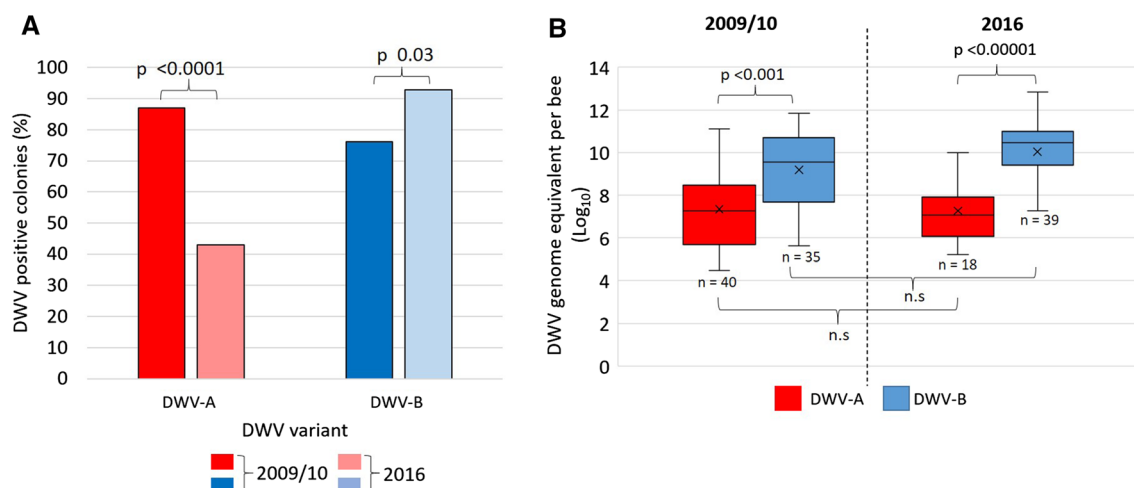 A
DWV positive colonies (%)
100
90
80
70
60
50
40
30
20
10
0
p <0.0001
p 0.03
DWV-A
DWV-B
DWV variant
2009/10
2016
B
2009/10
2016
DWV genome equivalent per bee
(Log10)
14
12
10
8
6
4
2
0
p <0.001
p <0.00001
n = 40
n = 35
n = 18
n = 39
n.s
n.s
DWV-A
DWV-B